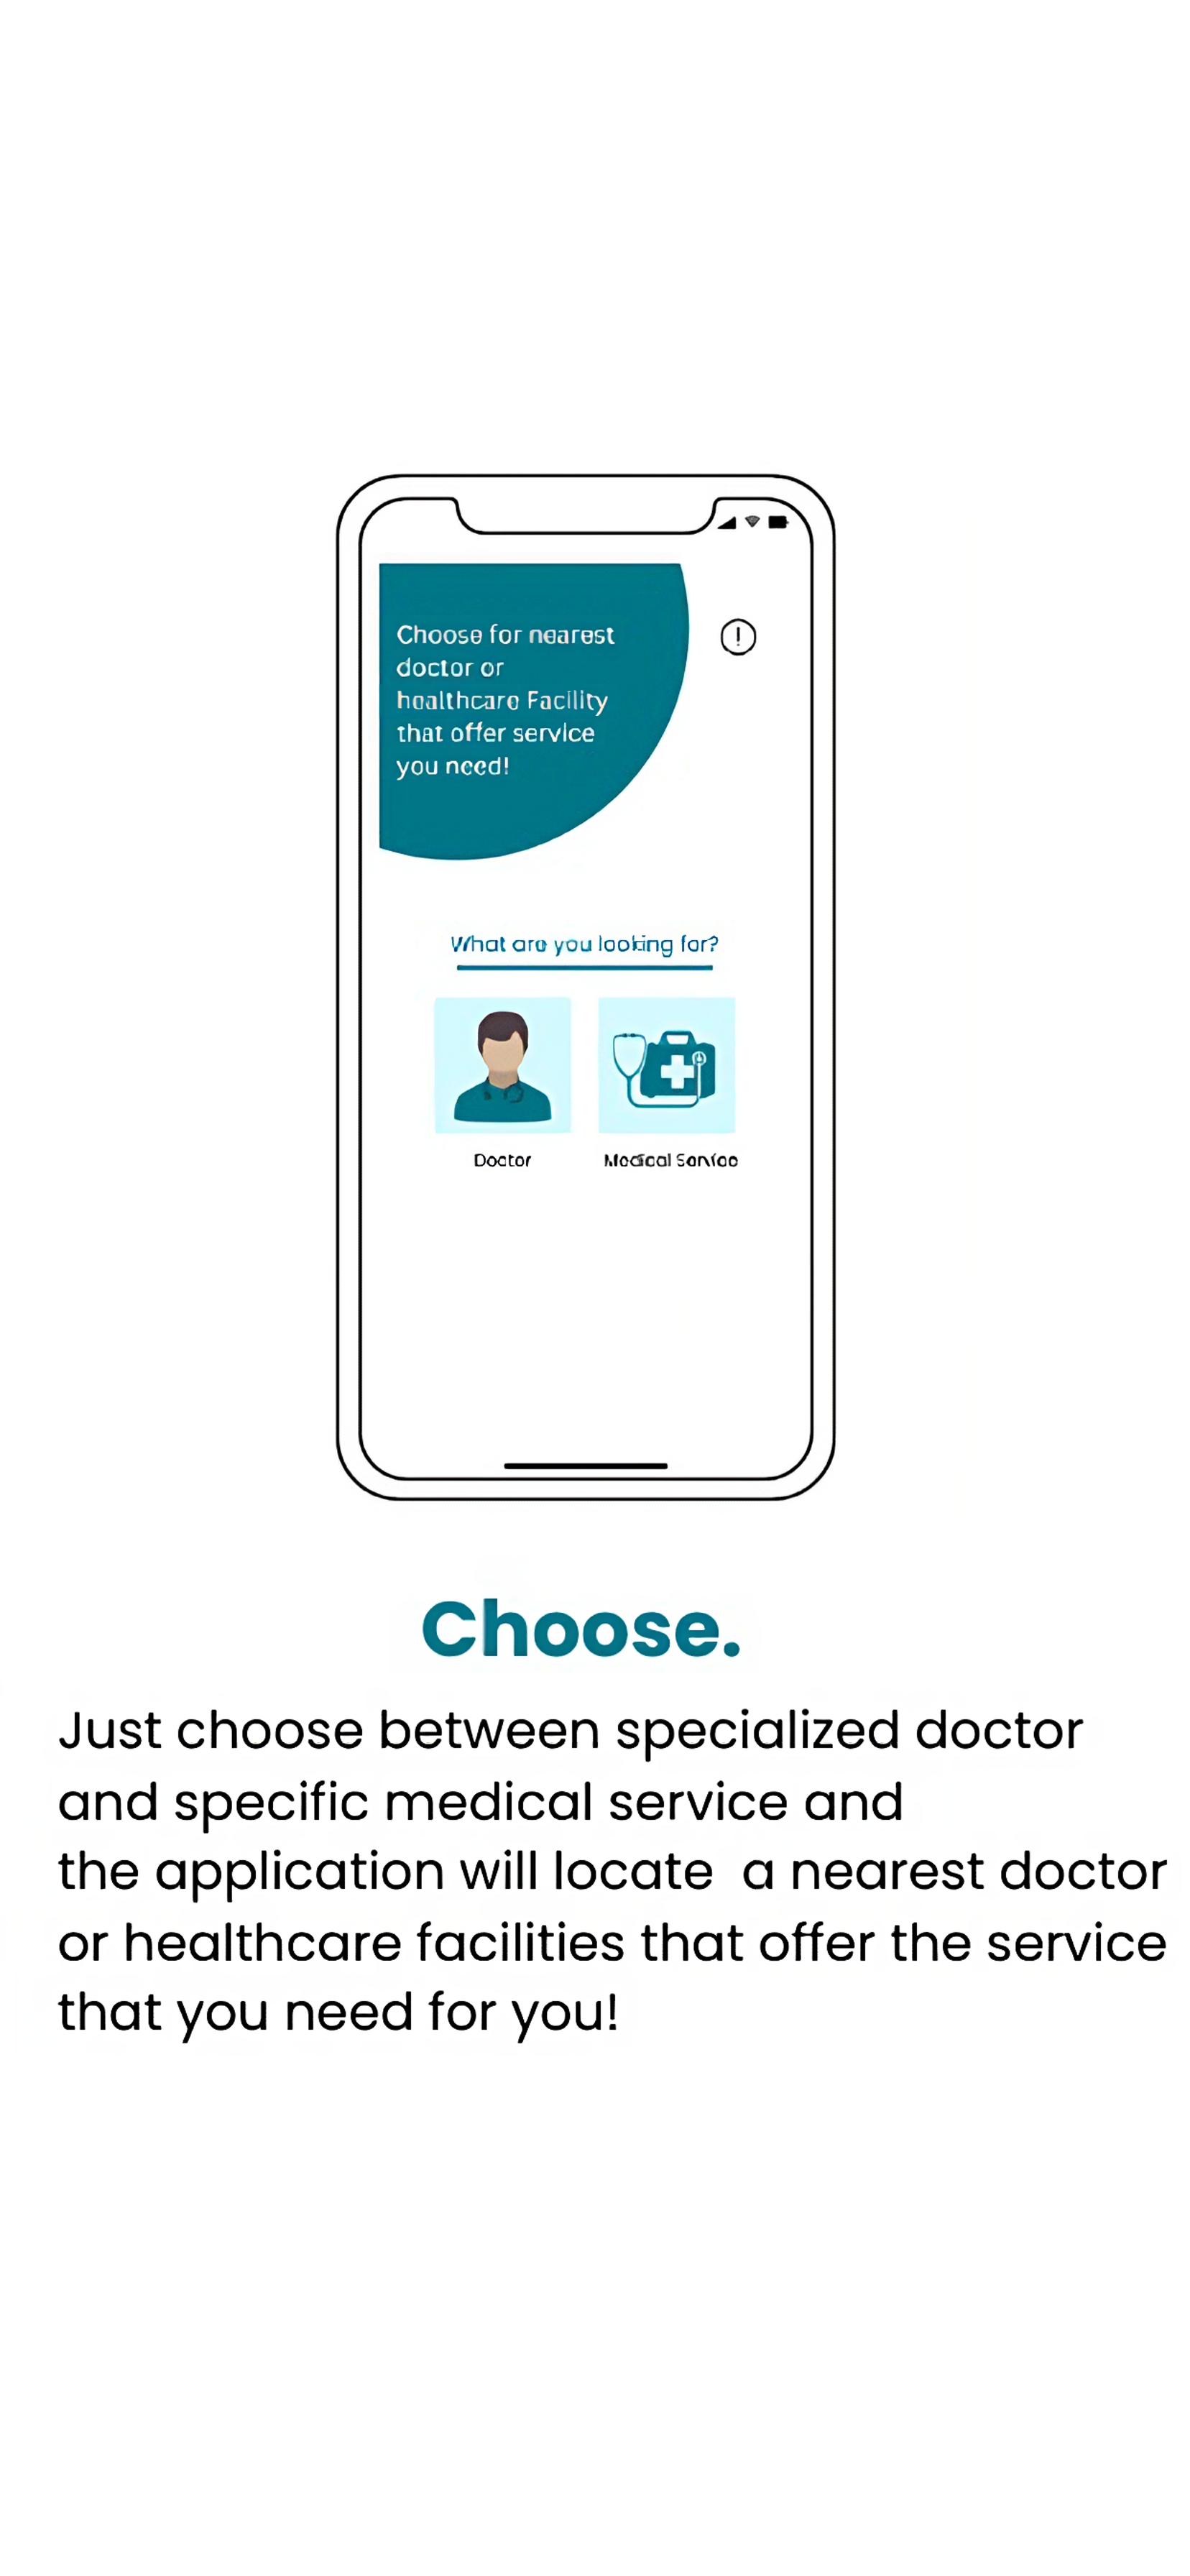 Choose for nearest
doctor or
healthcare Facility
that offer service
you need!
What are you looking for?
Doctor
Medical Service
Choose.
Just choose between specialized doctor
and specific medical service and
the application will locate  a nearest doctor
or healthcare facilities that offer the service
that you need for you!